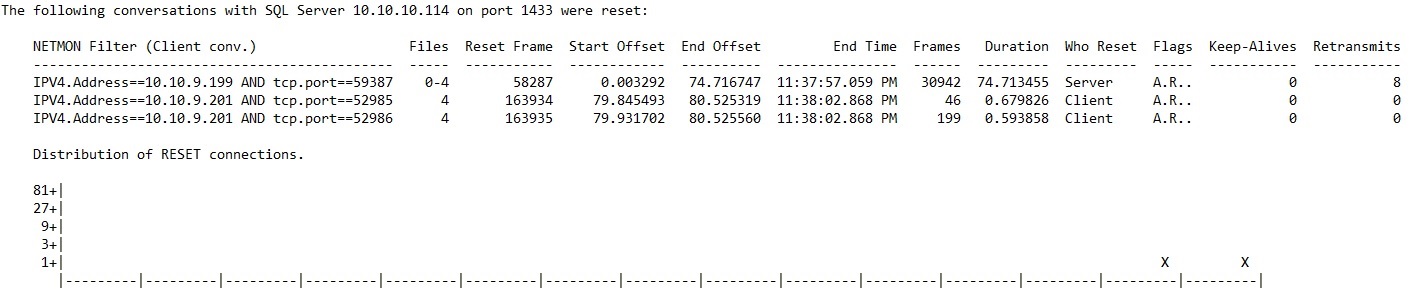 The following conversations with SQL Server 10.10.10.114 on port 1433 were reset:
NETMON Filter (Client conv.) Files Reset Frame Start Offset End Offset End Time Frames Duration Who Reset Flags Keep-Alives Retransmits
--------------------------------------------- ----- ----------- ------------ ---------- --------------- ------ --------- --------- ----- ----------- -----------
IPV4.Address==10.10.9.199 AND tcp.port==59387 0-4 58287 0.003292 74.716747 11:37:57.059 PM 30942 74.713455 Server A.R.. 0 8
IPV4.Address==10.10.9.201 AND tcp.port==52985 4 163934 79.845493 80.525319 11:38:02.868 PM 46 0.679826 Client A.R.. 0 0
IPV4.Address==10.10.9.201 AND tcp.port==52986 4 163935 79.931702 80.525560 11:38:02.868 PM 199 0.593858 Client A.R.. 0 0
Distribution of RESET connections.
81+|
27+|
9+|
3+|
1+| X X
|---------|---------|---------|---------|---------|---------|---------|---------|---------|---------|---------|---------|---------|---------|---------|